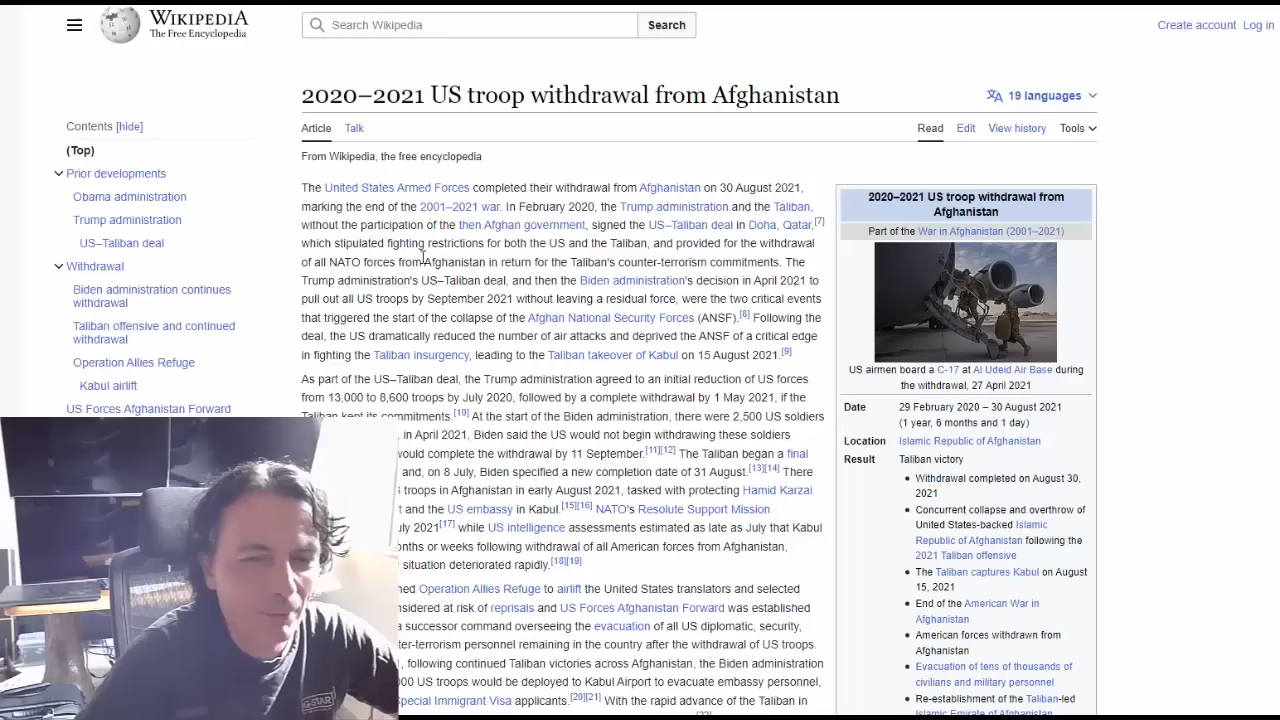 WIKIPEDIA
The Free Encyclopedia
Search Wikipedia
Search
Create account Log in
2020–2021 US troop withdrawal from Afghanistan
19 languages
Contents [hide]
(Top)
Prior developments
Obama administration
Trump administration
US–Taliban deal
Withdrawal
Biden administration continues
withdrawal
Taliban offensive and continued
withdrawal
Operation Allies Refuge
Kabul airlift
US Forces Afghanistan Forward
Article Talk
Read Edit View history Tools
From Wikipedia, the free encyclopedia
The United States Armed Forces completed their withdrawal from Afghanistan on 30 August 2021,
marking the end of the 2001–2021 war. In February 2020, the Trump administration and the Taliban,
without the participation of the then Afghan government, signed the US–Taliban deal in Doha, Qatar,[7]
which stipulated fighting restrictions for both the US and the Taliban, and provided for the withdrawal
of all NATO forces from Afghanistan in return for the Taliban's counter-terrorism commitments. The
Trump administration's US–Taliban deal, and then the Biden administration's decision in April 2021 to
pull out all US troops by September 2021 without leaving a residual force, were the two critical events
that triggered the start of the collapse of the Afghan National Security Forces (ANSF).[8] Following the
deal, the US dramatically reduced the number of air attacks and deprived the ANSF of a critical edge
in fighting the Taliban insurgency, leading to the Taliban takeover of Kabul on 15 August 2021.[9]
As part of the US–Taliban deal, the Trump administration agreed to an initial reduction of US forces
from 13,000 to 8,600 troops by July 2020, followed by a complete withdrawal by 1 May 2021, if the
Taliban kept its commitments.[10] At the start of the Biden administration, there were 2,500 US soldiers
in April 2021, Biden said the US would not begin withdrawing these soldiers
would complete the withdrawal by 11 September.[11][12] The Taliban began a final
and, on 8 July, Biden specified a new completion date of 31 August.[13][14] There
troops in Afghanistan in early August 2021, tasked with protecting Hamid Karzai
and the US embassy in Kabul.[15][16] NATO's Resolute Support Mission
2021[17] while US intelligence assessments estimated as late as July that Kabul
or weeks following withdrawal of all American forces from Afghanistan,
situation deteriorated rapidly.[18][19]
Operation Allies Refuge to airlift the United States translators and selected
at risk of reprisals and US Forces Afghanistan Forward was established
a successor command overseeing the evacuation of all US diplomatic, security,
personnel remaining in the country after the withdrawal of US troops.
, following continued Taliban victories across Afghanistan, the Biden administration
US troops would be deployed to Kabul Airport to evacuate embassy personnel,
Special Immigrant Visa applicants.[20][21] With the rapid advance of the Taliban in
2020–2021 US troop withdrawal from
Afghanistan
Part of the War in Afghanistan (2001–2021)
US airmen board a C-17 at Al Udeid Air Base during
the withdrawal, 27 April 2021
Date 29 February 2020 – 30 August 2021
(1 year, 6 months and 1 day)
Location Islamic Republic of Afghanistan
Result Taliban victory
• Withdrawal completed on August 30,
2021
• Concurrent collapse and overthrow of
United States-backed Islamic
Republic of Afghanistan following the
2021 Taliban offensive
• The Taliban captures Kabul on August
15, 2021
• End of the American War in
Afghanistan
• American forces withdrawn from
Afghanistan
• Evacuation of tens of thousands of
civilians and military personnel
• Re-establishment of the Taliban-led
Islamic Emirate of Afghanistan